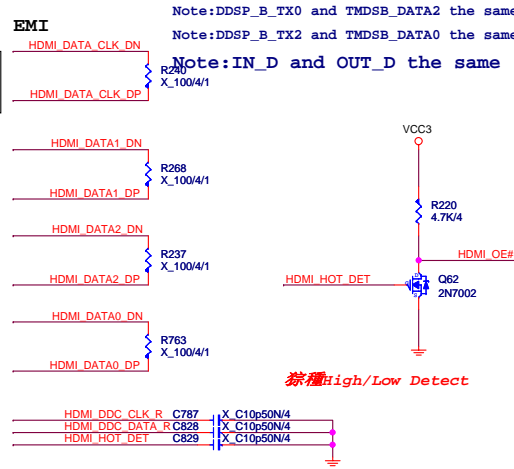 Note:DDSP_B_TX0 and TMDSB_DATA2 the same
EMI
Note:DDSP_B_TX2 and TMDSB_DATA0 the same
HDMI_DATA_CLK_DN
Note:IN_D and OUT_D the same
R240
X_100/4/1
HDMI_DATA_CLK_DP
VCC3
HDMI_DATA1_DN
R268
X_100/4/1
HDMI_DATA1_DP
R220
4.7K/4
HDMI_DATA2_DN
R237
X_100/4/1
HDMI_DATA2_DP
HDMI_OE#
HDMI_HOT_DET
Q62
2N7002
HDMI_DATA0_DN
R763
X_100/4/1
HDMI_DATA0_DP
High/Low Detect
HDMI_DDC_CLK_R C787 X_C10p50N/4
HDMI_DDC_DATA_R C828 X_C10p50N/4
HDMI_HOT_DET C829 X_C10p50N/4